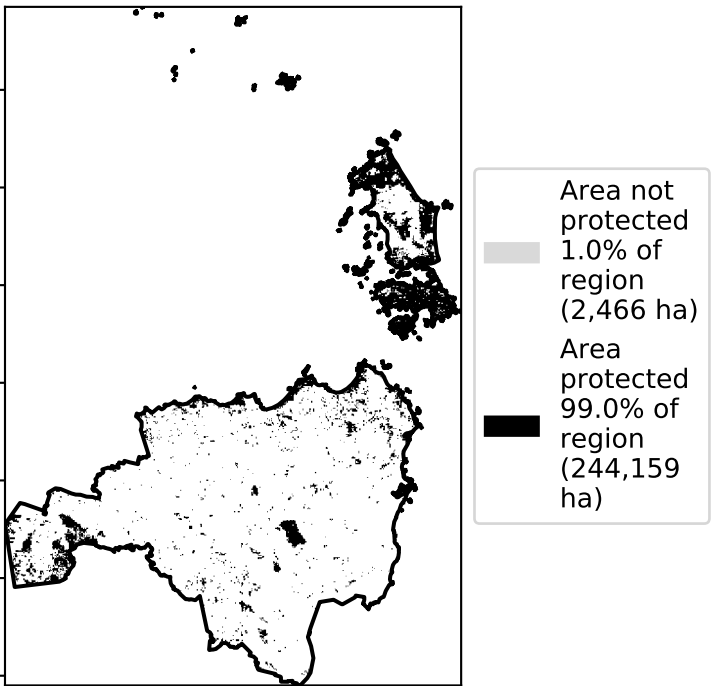 Area not
protected
1.0% of
region
(2,466 ha)
Area
protected
99.0% of
region
(244,159
ha)